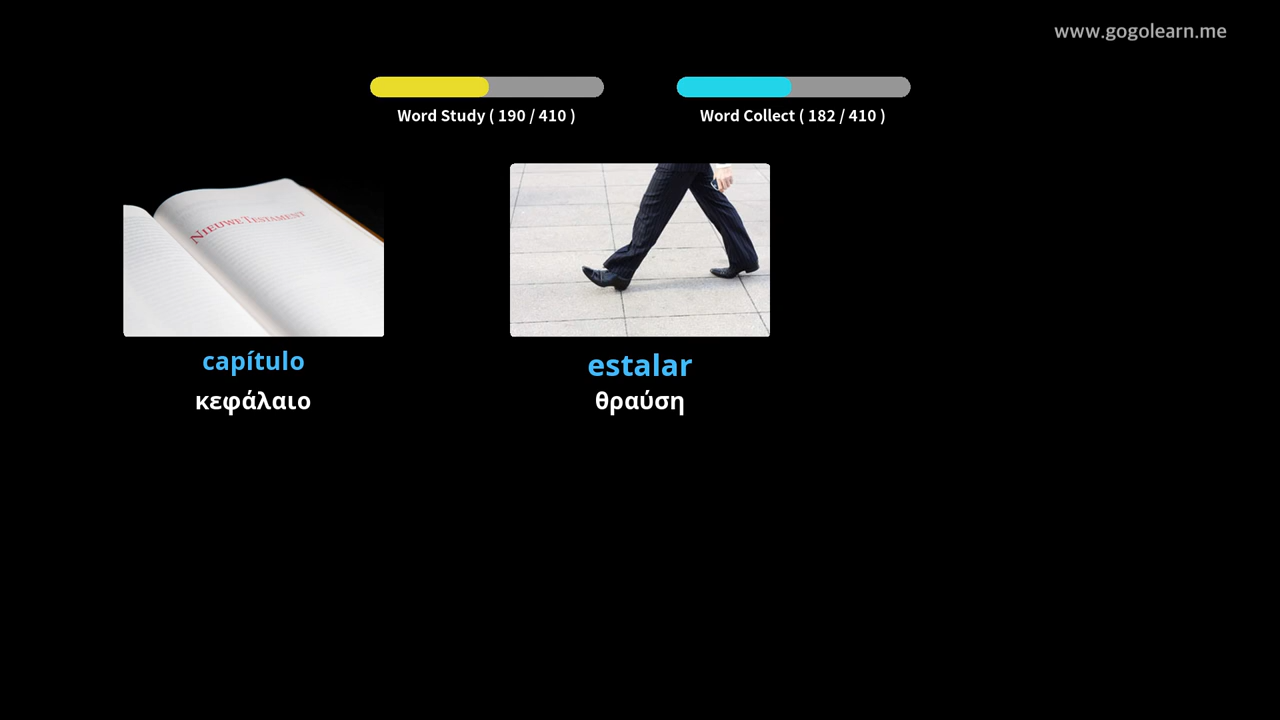 www.gogolearn.me
Word Study ( 190 / 410 )
Word Collect ( 182 / 410 )
NIEUWE TESTAMENT
capítulo
κεφάλαιο
estalar
θραύση